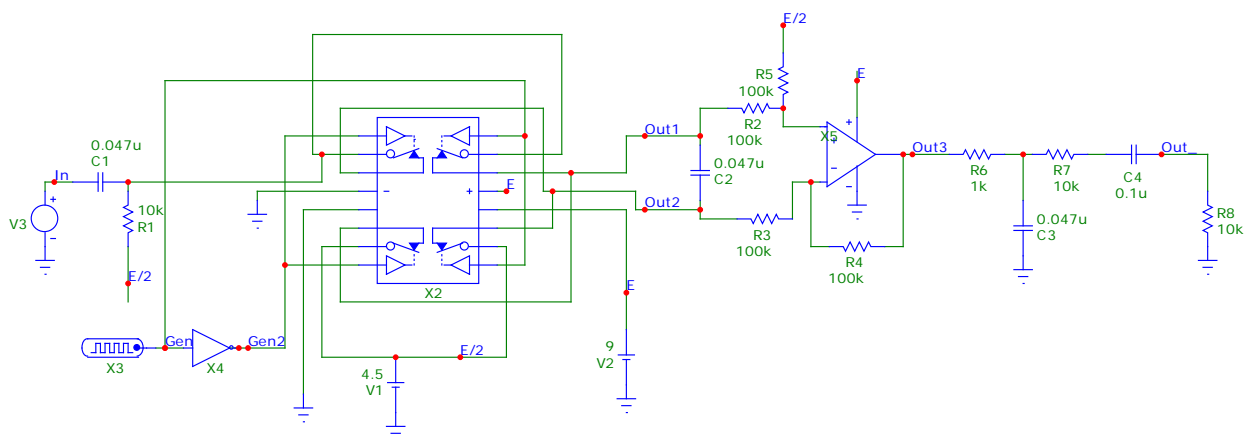 E/2
R5
100k
E
Out1
R2
100k
X5
+
+
−
−
0.047u
C1
In
0.047u
C2
Out3
R6
1k
R7
10k
C4
0.1u
Out_
−
+
E
V3
+
−
10k
R1
Out2
R3
100k
R4
100k
0.047u
C3
R8
10k
E/2
X2
E
Gen
X3
X4
Gen2
E/2
4.5
V1
9
V2